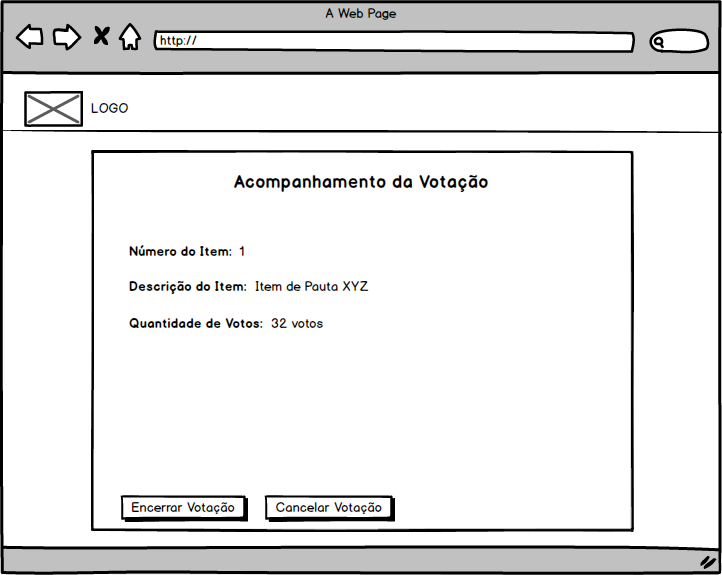 A Web Page
http://
LOGO
Acompanhamento da Votação
Número do Item: 1
Descrição do Item: Item de Pauta XYZ
Quantidade de Votos: 32 votos
Encerrar Votação Cancelar Votação